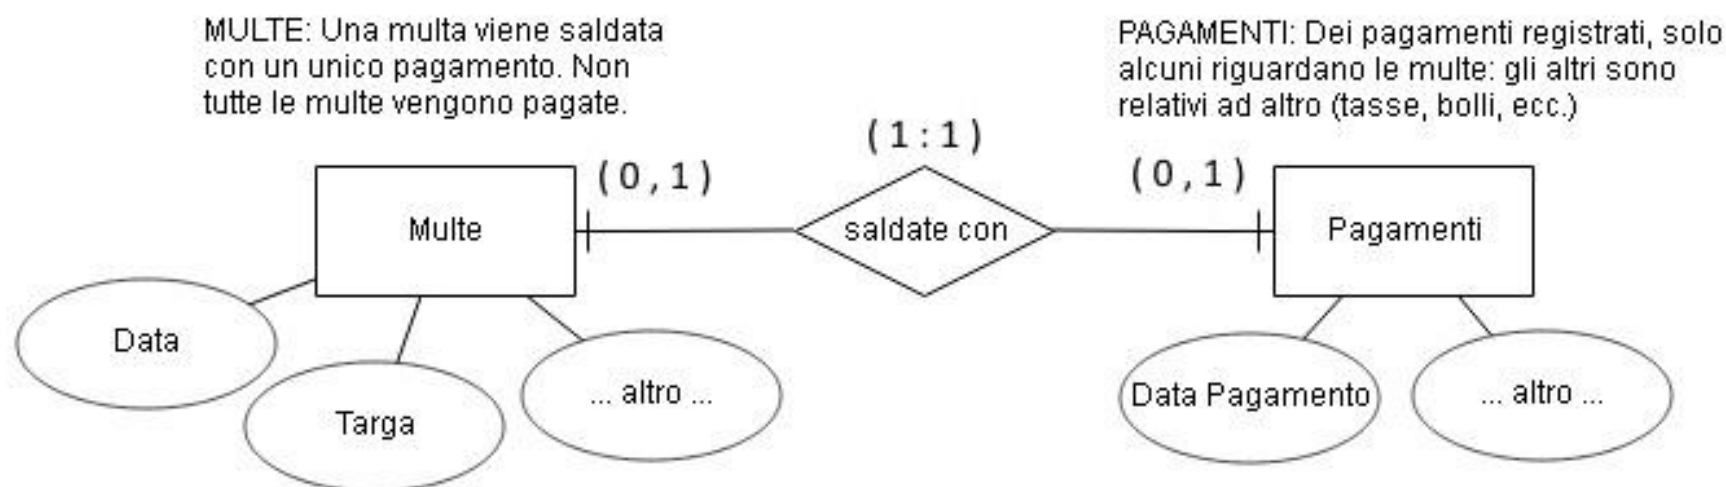 MULTE: Una multa viene saldata
con un unico pagamento. Non
tutte le multe vengono pagate.
PAGAMENTI: Dei pagamenti registrati, solo
alcuni riguardano le multe: gli altri sono
relativi ad altro (tasse, bolli, ecc.)
(1:1)
(0,1)
(0,1)
Multe
saldate con
Pagamenti
Data
Targa
... altro ...
Data Pagamento
... altro ...